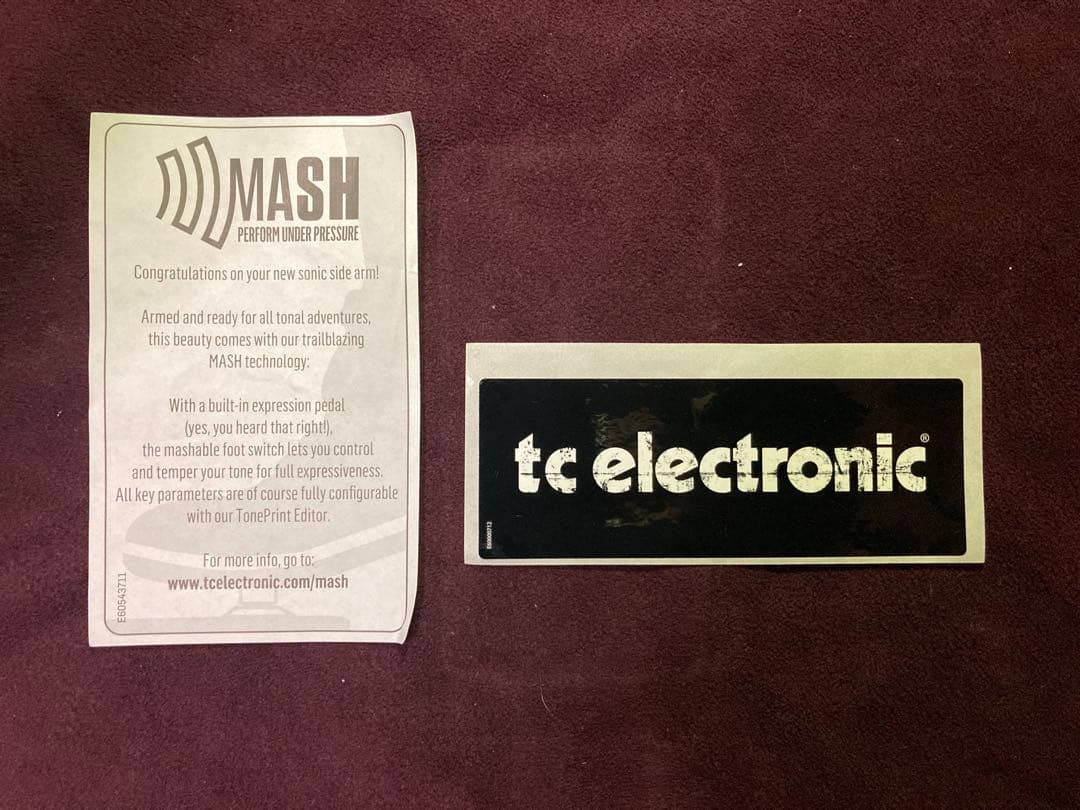 MASH
PERFORM UNDER PRESSURE
Congratulations on your new sonic side arm!
Armed and ready for all tonal adventures,
this beauty comes with our trailblazing
MASH technology:
With a built-in expression pedal
(yes, you heard that right!),
the mashable foot switch lets you control
and temper your tone for full expressiveness.
All key parameters are of course fully configurable
with our TonePrint Editor.
For more info, go to:
www.tcelectronic.com/mash
E60543711
tc electronic®